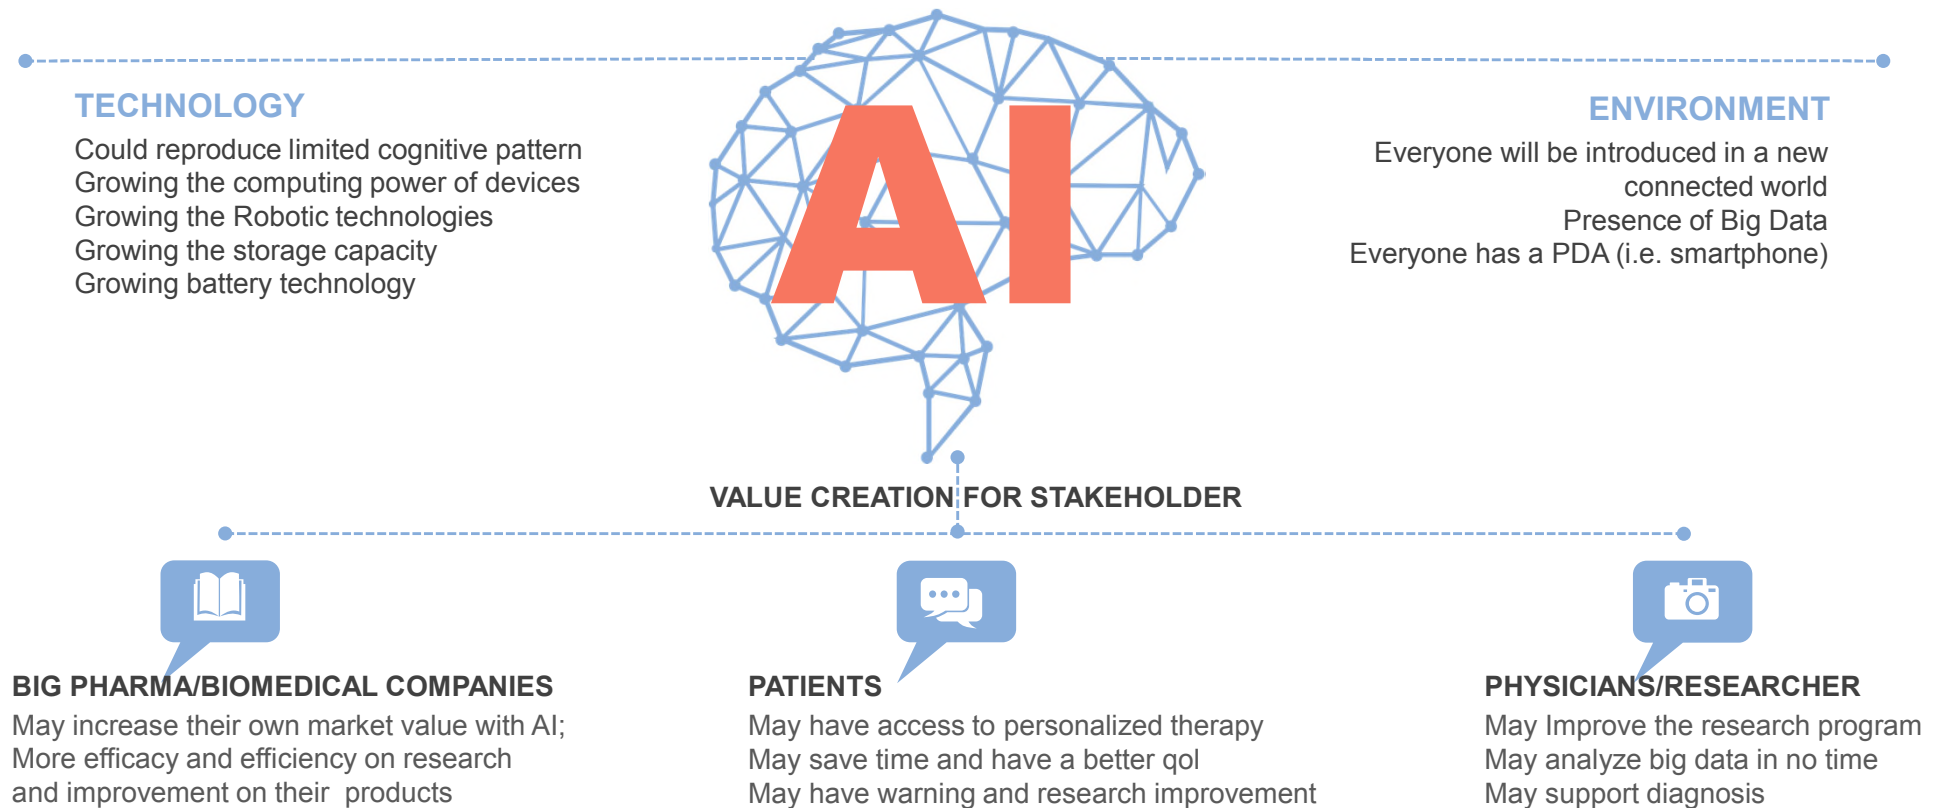 AI
TECHNOLOGY
Could reproduce limited cognitive pattern
Growing the computing power of devices
Growing the Robotic technologies
Growing the storage capacity
Growing battery technology
ENVIRONMENT
Everyone will be introduced in a new
connected world
Presence of Big Data
Everyone has a PDA (i.e. smartphone)
VALUE CREATION FOR STAKEHOLDER
BIG PHARMA/BIOMEDICAL COMPANIES
May increase their own market value with AI;
More efficacy and efficiency on research
and improvement on their  products
PATIENTS
May have access to personalized therapy
May save time and have a better qol
May have warning and research improvement
PHYSICIANS/RESEARCHER
May Improve the research program
May analyze big data in no time
May support diagnosis